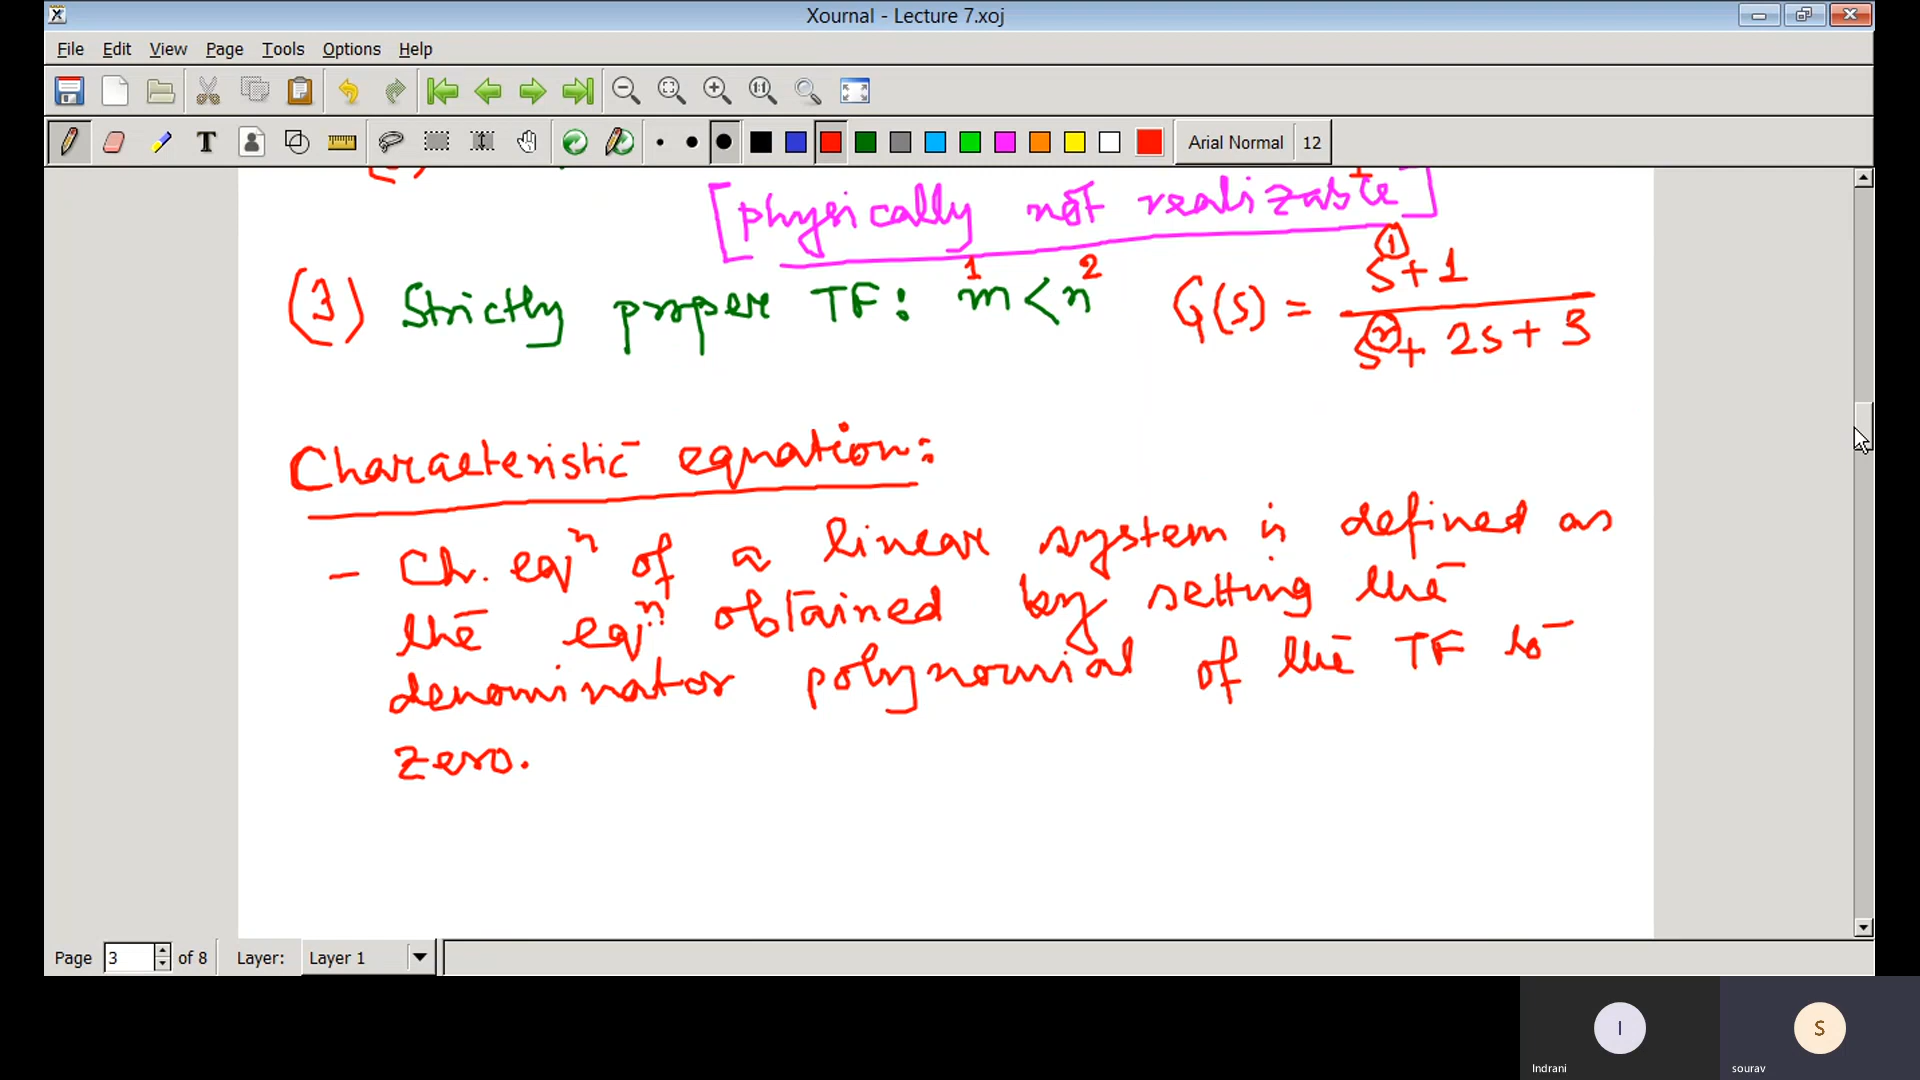 Xournal - Lecture 7.xoj
File Edit View Page Tools Options Help
Arial Normal 12
[physically not realizable]
(3) Strictly proper TF: m < n G(s) = s+1 / s² + 2s + 3
1 2
Characteristic equation:
- Ch. eqⁿ of a linear system is defined as
the eqⁿ obtained by setting the
denominator polynomial of the TF to
zero.
Page 3 of 8 Layer: Layer 1
I S
Indrani sourav